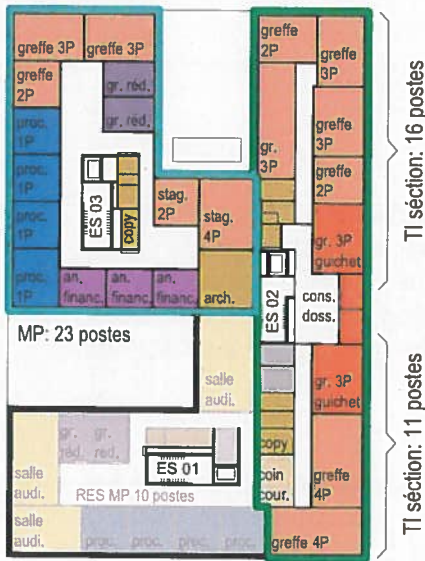 greffe 3P
greffe 3P
greffe
2P
proc.
1P
proc.
1P
proc.
1P
proc.
1P
gr. réd.
gr. réd.
ES 03
copy
stag.
2P
stag.
4P
an.
financ.
an.
financ.
an.
financ.
arch.
MP: 23 postes
greffe
2P
greffe
3P
gr.
3P
greffe
3P
greffe
2P
gr. 3P
guichet
ES 02
cons.
doss.
gr. 3P
guichet
copy
coin
cour.
greffe
4P
greffe 4P
TI séction: 16 postes
TI séction: 11 postes
salle
audi.
gr.
réd.
gr.
réd.
ES 01
salle
audi.
RES MP 10 postes
salle
audi.
proc.
proc.
proc.
proc.